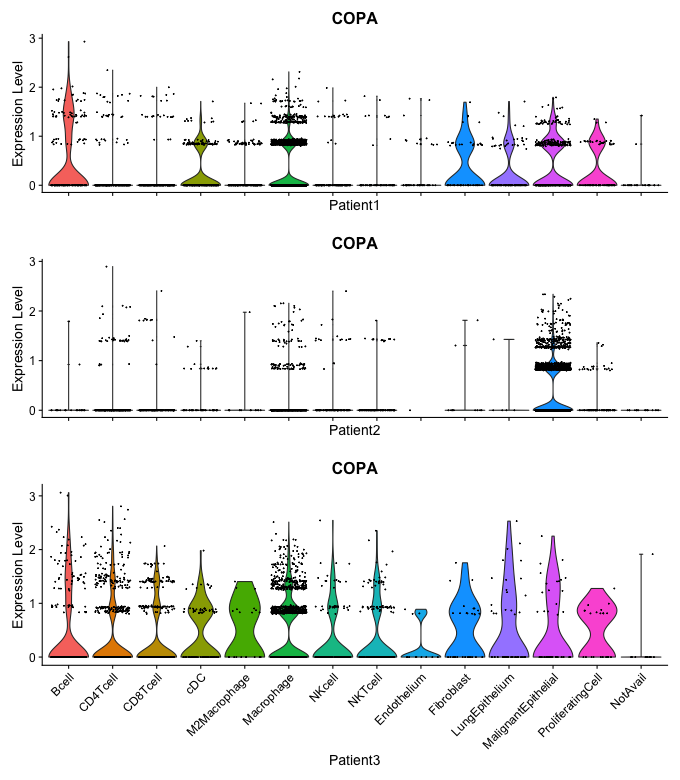 COPA
Expression Level
3
2
1
0
Patient1
COPA
Expression Level
3
2
1
0
Patient2
COPA
Expression Level
3
2
1
0
Bcell
CD4Tcell
CD8Tcell
cDC
M2Macrophage
Macrophage
NKcell
NKTcell
Endothelium
Fibroblast
LungEpithelium
MalignantEpithelial
ProliferatingCell
NotAvail
Patient3